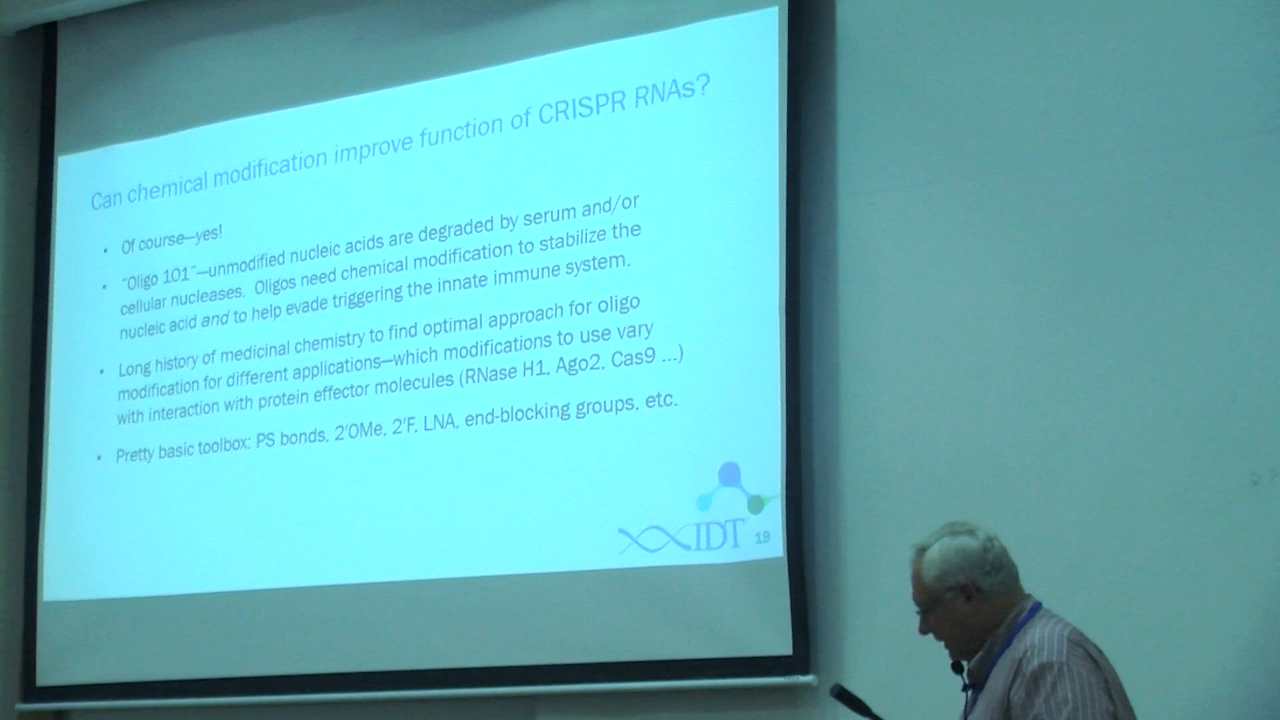 Can chemical modification improve function of CRISPR RNAs?
• Of course—yes!
• "Oligo 101"—unmodified nucleic acids are degraded by serum and/or
cellular nucleases. Oligos need chemical modification to stabilize the
nucleic acid and to help evade triggering the innate immune system.
• Long history of medicinal chemistry to find optimal approach for oligo
modification for different applications—which modifications to use vary
with interaction with protein effector molecules (RNase H1, Ago2, Cas9 ...)
• Pretty basic toolbox: PS bonds, 2'OMe, 2'F, LNA, end-blocking groups, etc.
IDT 19